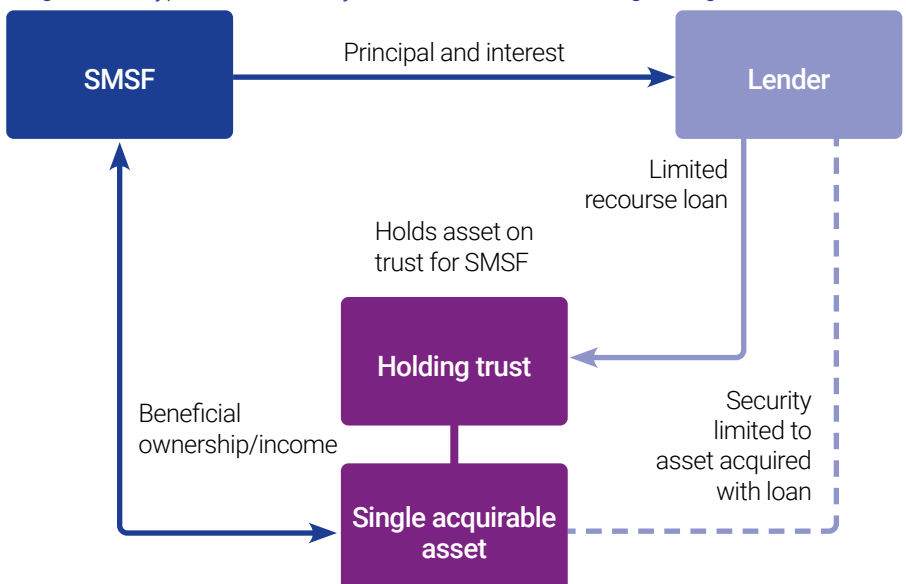 SMSF
Principal and interest
Lender
Limited
recourse loan
Holds asset on
trust for SMSF
Holding trust
Beneficial
ownership/income
Security
limited to
asset acquired
with loan
Single acquirable
asset